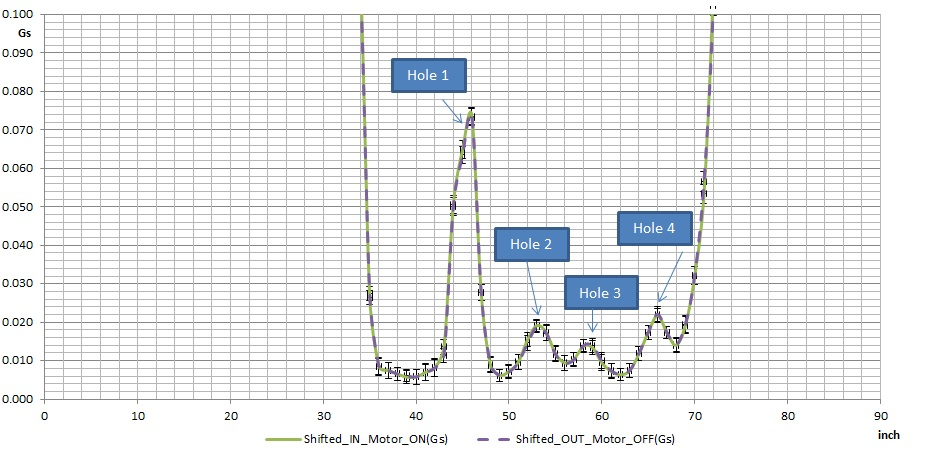 0.100
Gs
0.090
0.080
0.070
0.060
0.050
0.040
0.030
0.020
0.010
0.000
Hole 1
Hole 2
Hole 3
Hole 4
0 10 20 30 40 50 60 70 80 90
inch
Shifted_IN_Motor_ON(Gs) Shifted_OUT_Motor_OFF(Gs)